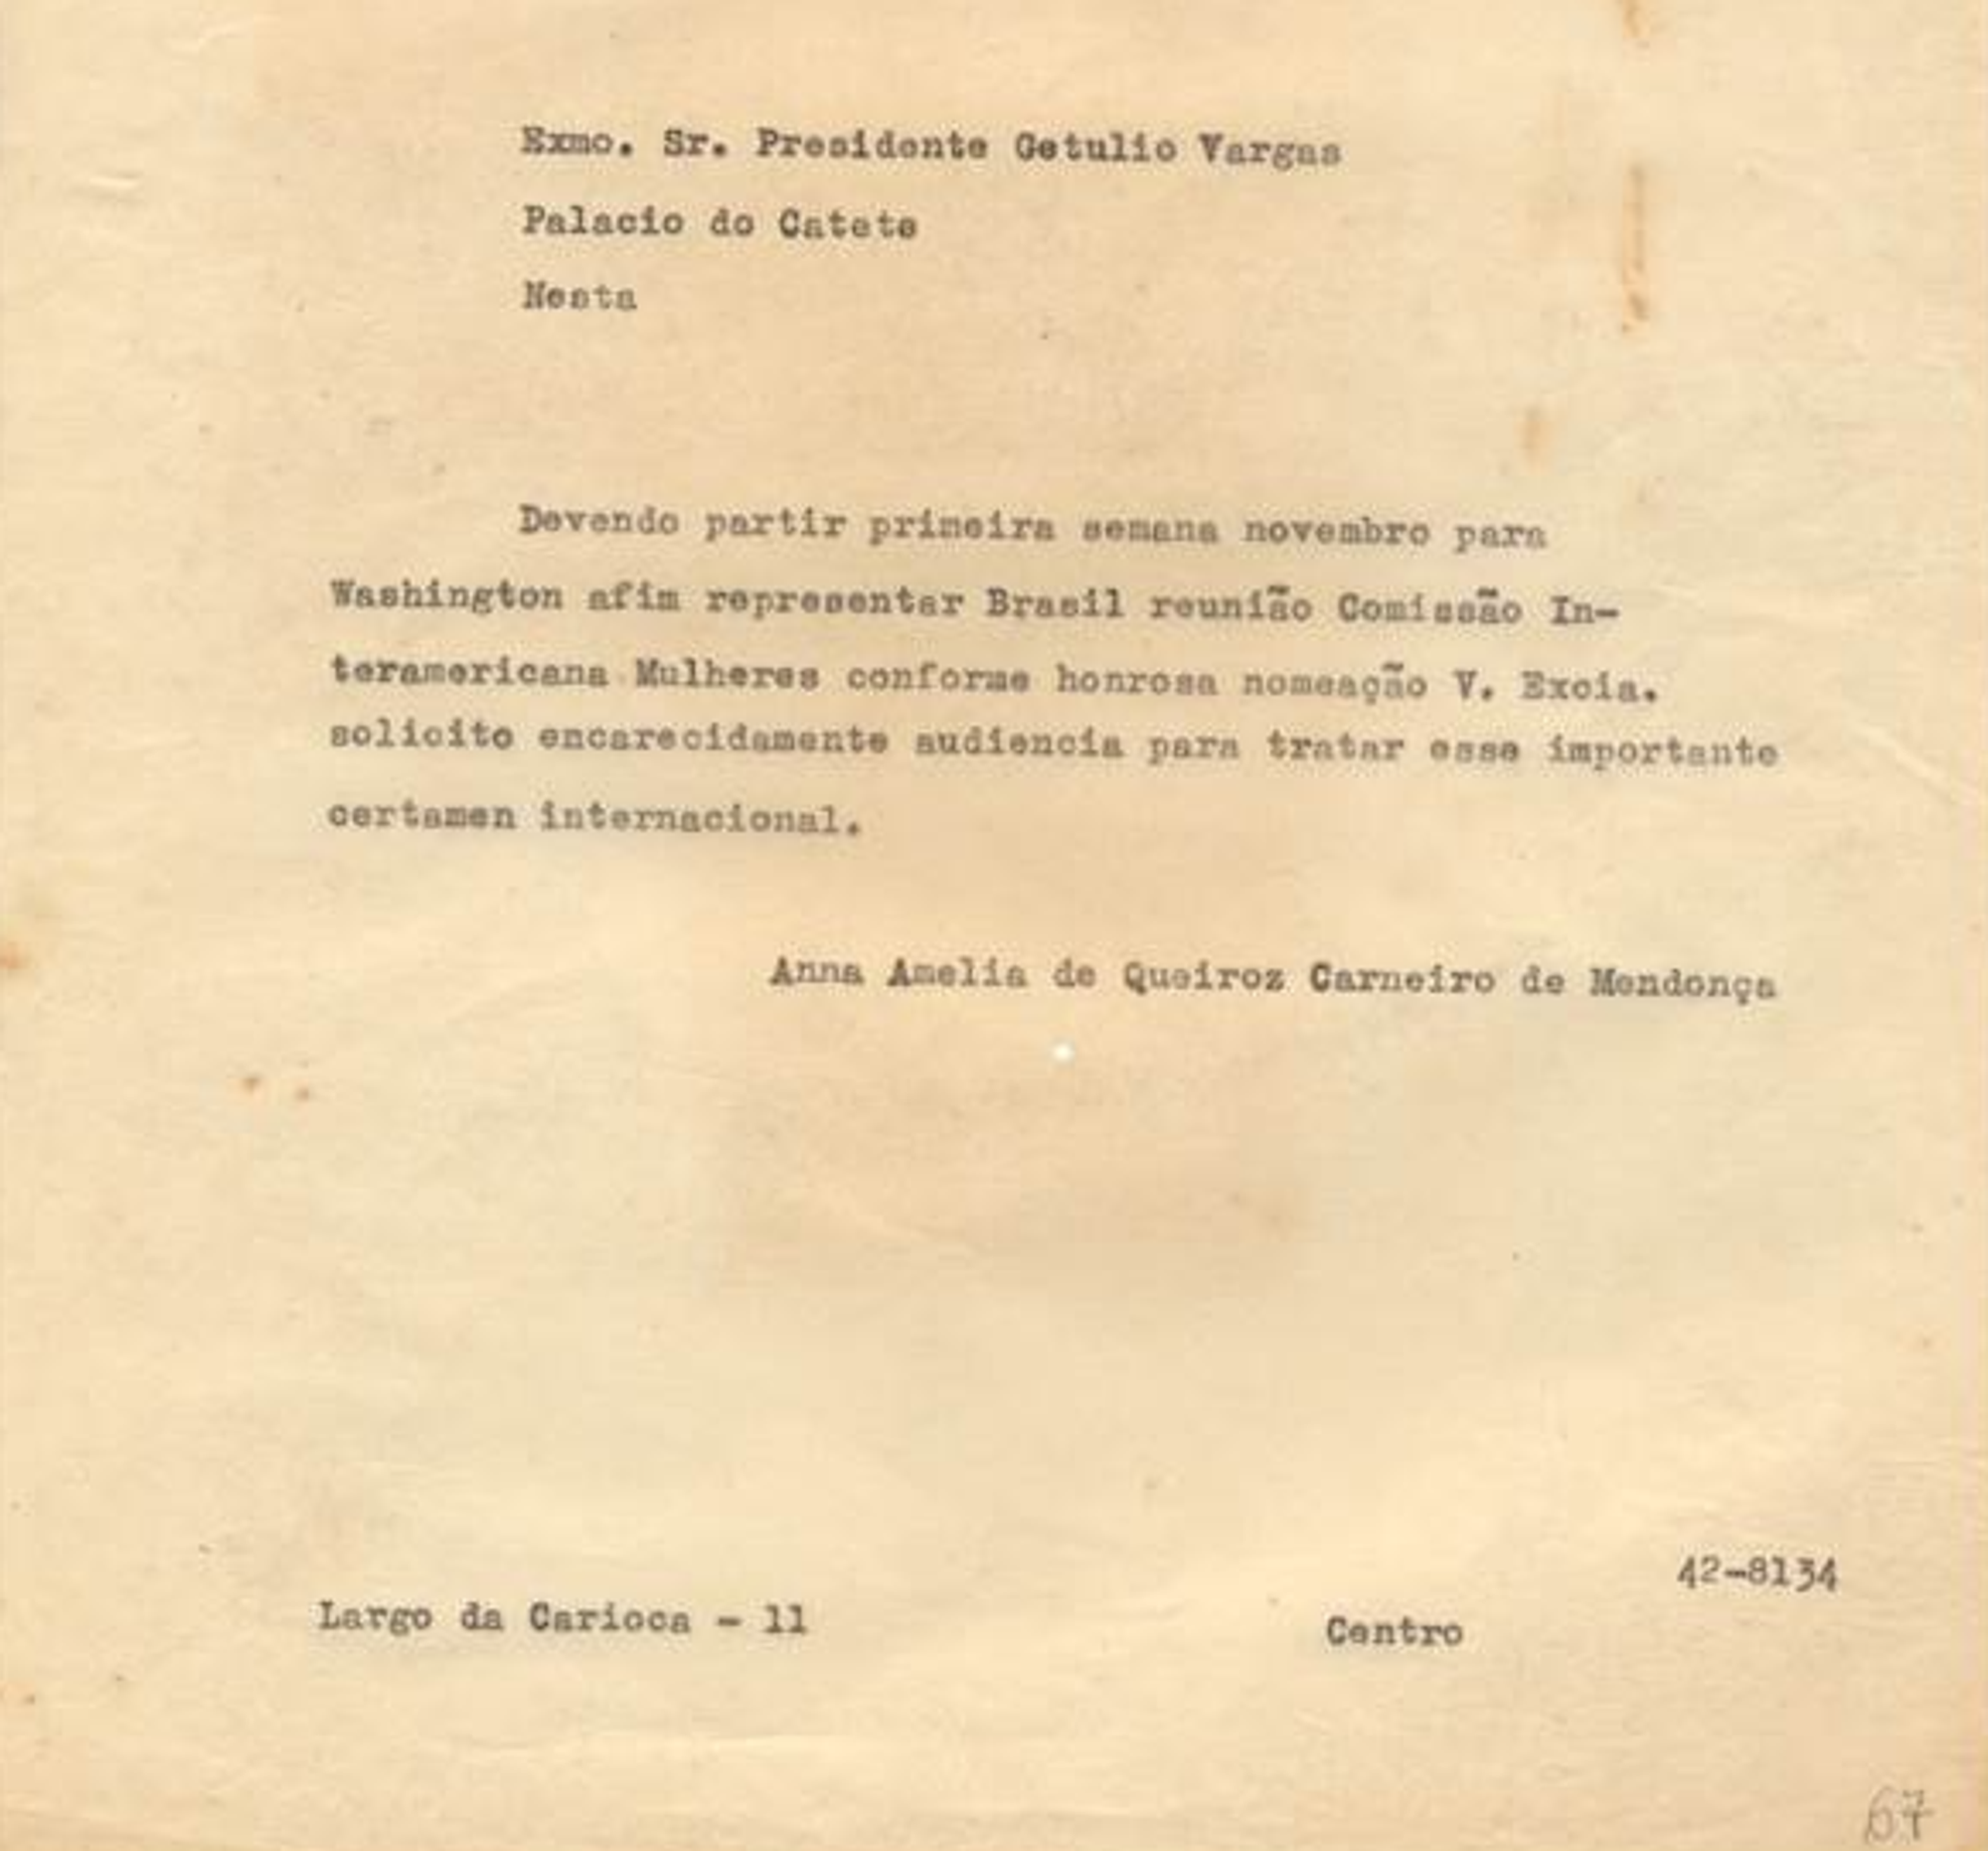 Exmo. Sr. Presidente Getulio Vargas
Palacio do Catete
Nesta
Devendo partir primeira semana novembro para
Washington afim representar Brasil reunião Comissão In-
teramericana Mulheres conforme honrosa nomeação V. Excia.
solicito encarecidamente audiencia para tratar esse importante
certamen internacional.
Anna Amelia de Queiroz Carneiro de Mendonça
42-8134
Largo da Carioca - 11 Centro
67